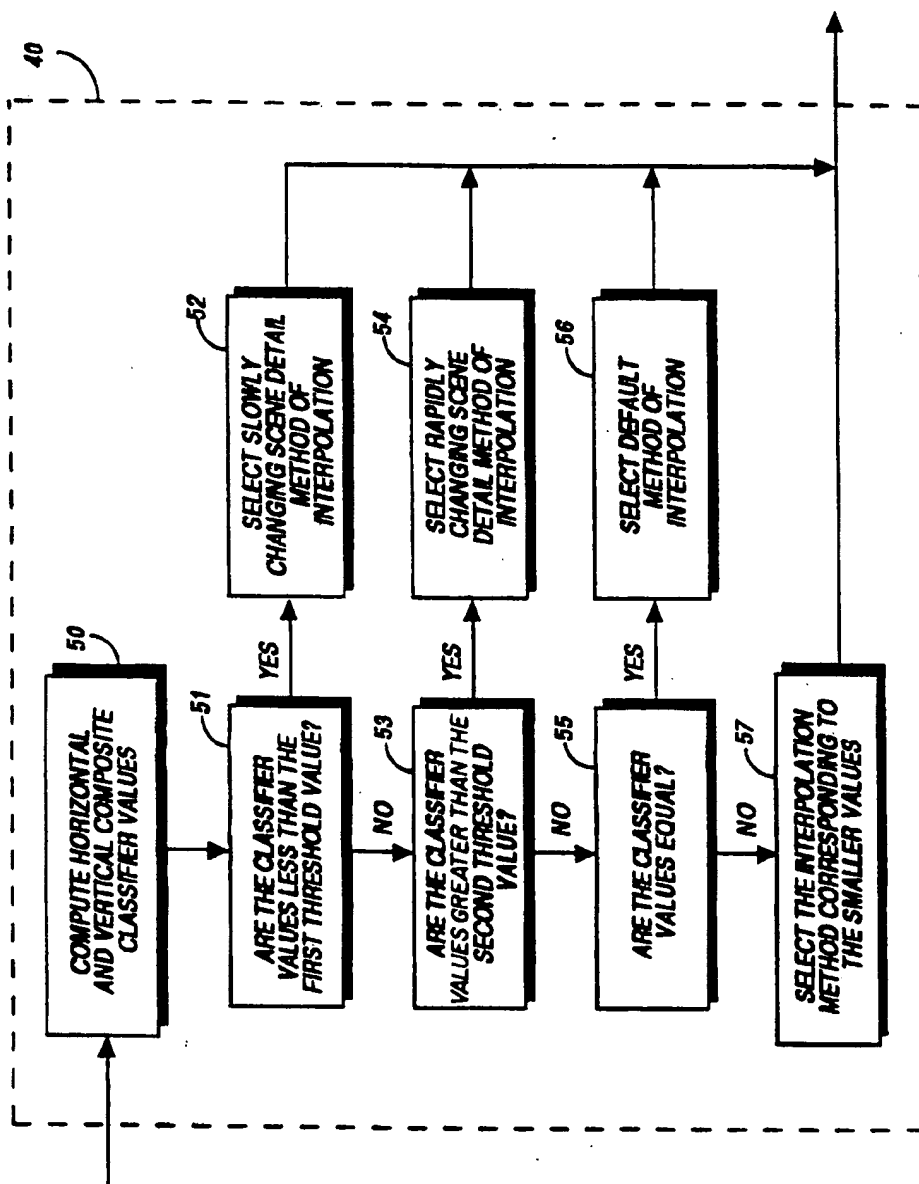 40
50
COMPUTE HORIZONTAL
AND VERTICAL COMPOSITE
CLASSIFIER VALUES
51
ARE THE CLASSIFIER
VALUES LESS THAN THE
FIRST THRESHOLD VALUE?
YES
52
SELECT SLOWLY
CHANGING SCENE DETAIL
METHOD OF
INTERPOLATION
NO
53
ARE THE CLASSIFIER
VALUES GREATER THAN THE
SECOND THRESHOLD
VALUE?
YES
54
SELECT RAPIDLY
CHANGING SCENE
DETAIL METHOD OF
INTERPOLATION
NO
55
ARE THE CLASSIFIER
VALUES EQUAL?
YES
56
SELECT DEFAULT
METHOD OF
INTERPOLATION
NO
57
SELECT THE INTERPOLATION
METHOD CORRESPONDING TO
THE SMALLER VALUES